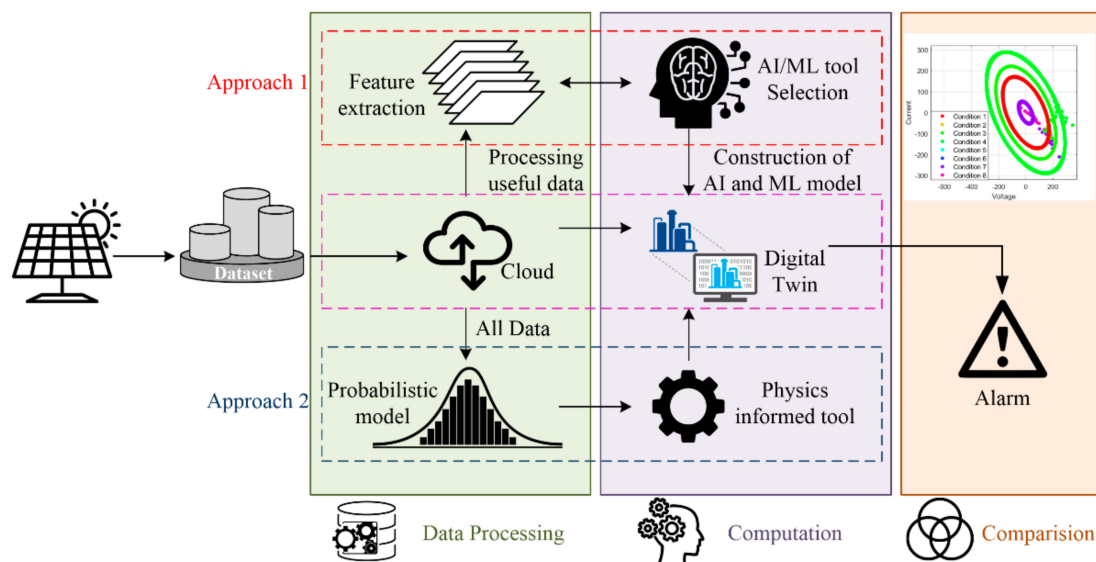 Approach 1
Feature
extraction
AI/ML tool
Selection
Processing
useful data
Construction of
AI and ML model
Dataset
Cloud
Digital
Twin
All Data
Approach 2
Probabilistic
model
Physics
informed tool
Current
300
200
100
0
-100
-200
-300
Condition 1
Condition 2
Condition 3
Condition 4
Condition 5
Condition 6
Condition 7
Condition 8
-600
-400
-200
0
200
Voltage
Alarm
Data Processing
Computation
Comparision